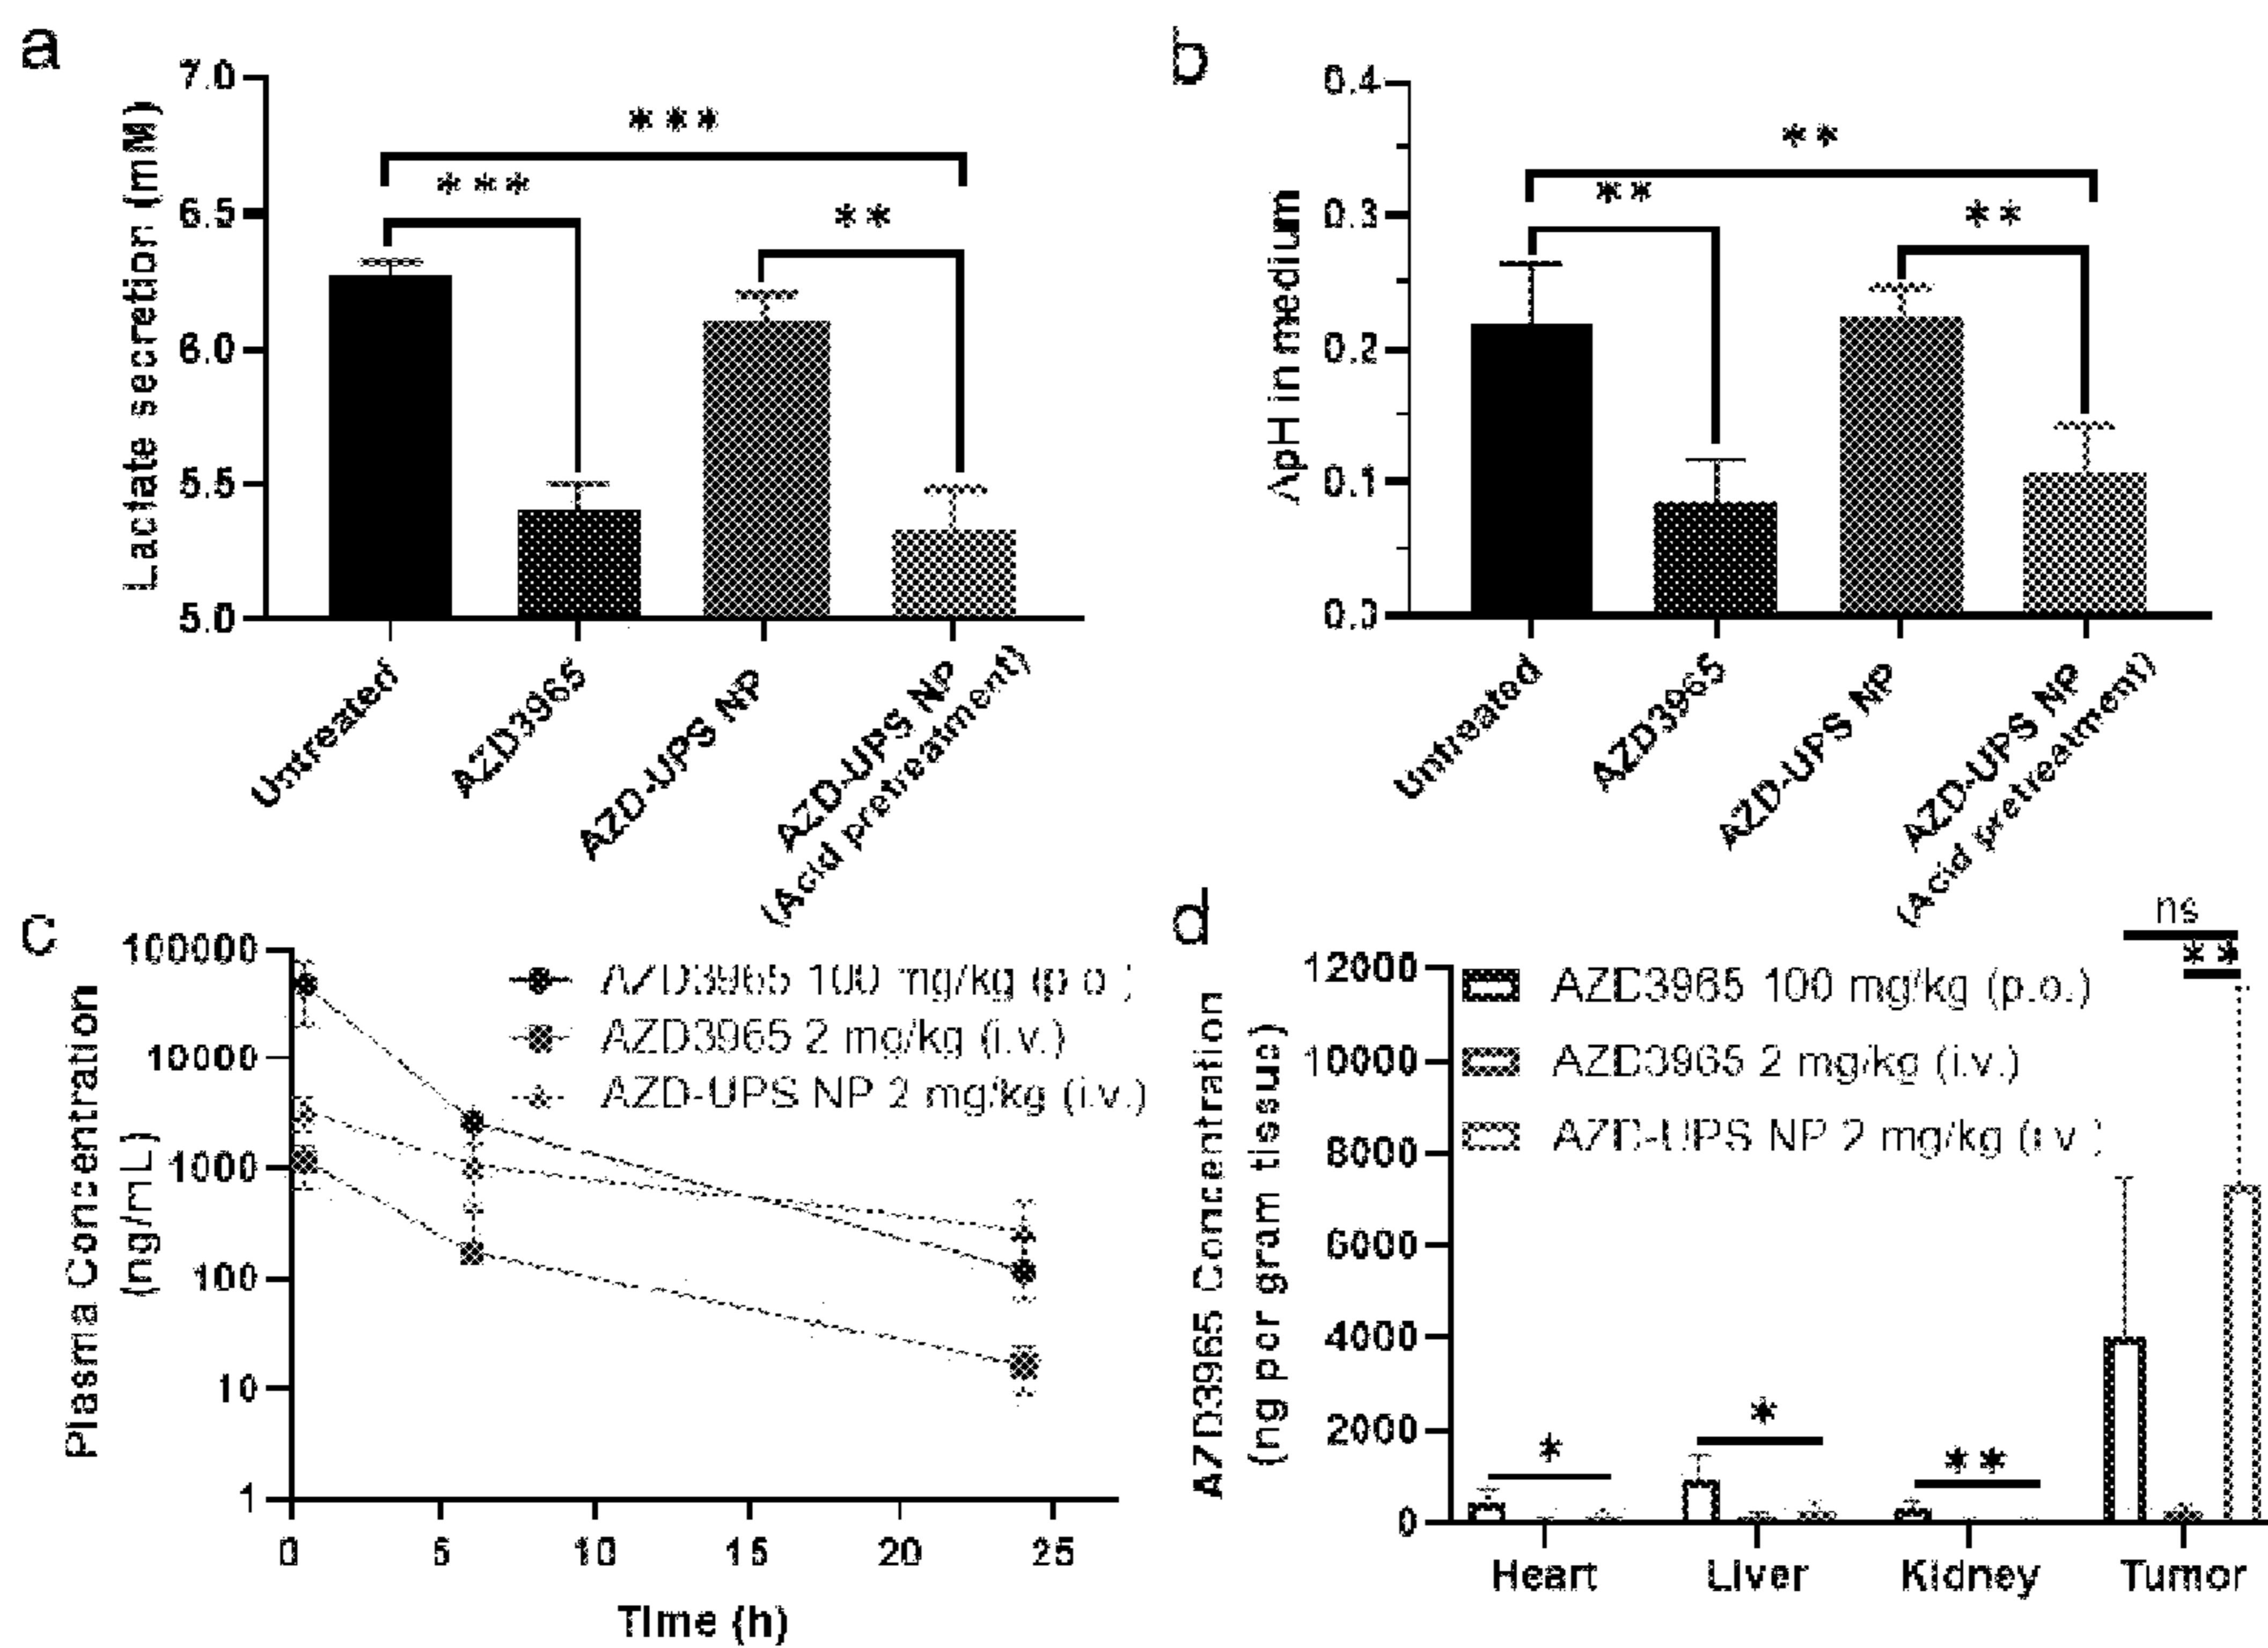 a
7.0
6.5
6.0
5.5
5.0
Lactate secretion (mM)
***
***
**
Untreated
AZD3965
AZD-UPS NP
AZD-UPS NP
(Acid pretreatment)
b
0.4
0.3
0.2
0.1
0.0
ΔpH in medium
**
**
**
Untreated
AZD3965
AZD-UPS NP
AZD-UPS NP
(Acid pretreatment)
c
100000
10000
1000
100
10
1
Plasma Concentration
(ng/mL)
AZD3965 100 mg/kg (p.o.)
AZD3965 2 mg/kg (i.v.)
AZD-UPS NP 2 mg/kg (i.v.)
0 5 10 15 20 25
Time (h)
d
12000
10000
8000
6000
4000
2000
0
AZD3965 Concentration
(ng per gram tissue)
AZD3965 100 mg/kg (p.o.)
AZD3965 2 mg/kg (i.v.)
AZD-UPS NP 2 mg/kg (i.v.)
ns
**
*
*
**
Heart Liver Kidney Tumor